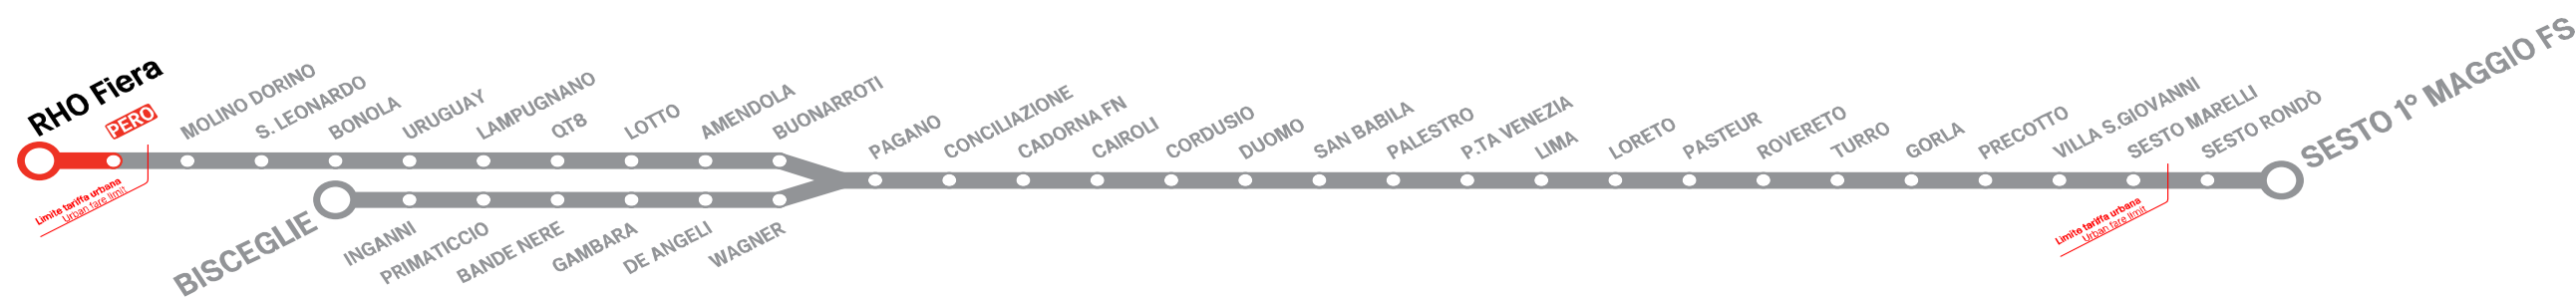 RHO Fiera
PERO
MOLINO DORINO
S. LEONARDO
BONOLA
URUGUAY
LAMPUGNANO
QT8
LOTTO
AMENDOLA
BUONARROTI
PAGANO
CONCILIAZIONE
CADORNA FN
CAIROLI
CORDUSIO
DUOMO
SAN BABILA
PALESTRO
P.TA VENEZIA
LIMA
LORETO
PASTEUR
ROVERETO
TURRO
GORLA
PRECOTTO
VILLA S.GIOVANNI
SESTO MARELLI
SESTO RONDÒ
SESTO 1° MAGGIO FS
Limite tariffa urbana
Urban fare limit
BISCEGLIE
INGANNI
PRIMATICCIO
BANDE NERE
GAMBARA
DE ANGELI
WAGNER
Limite tariffa urbana
Urban fare limit